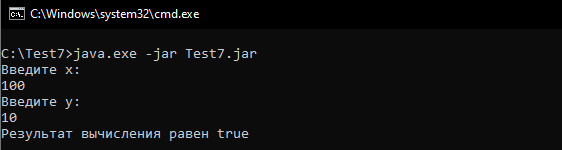 C:\Windows\system32\cmd.exe
C:\Test7>java.exe -jar Test7.jar
Введите x:
100
Введите y:
10
Результат вычисления равен true